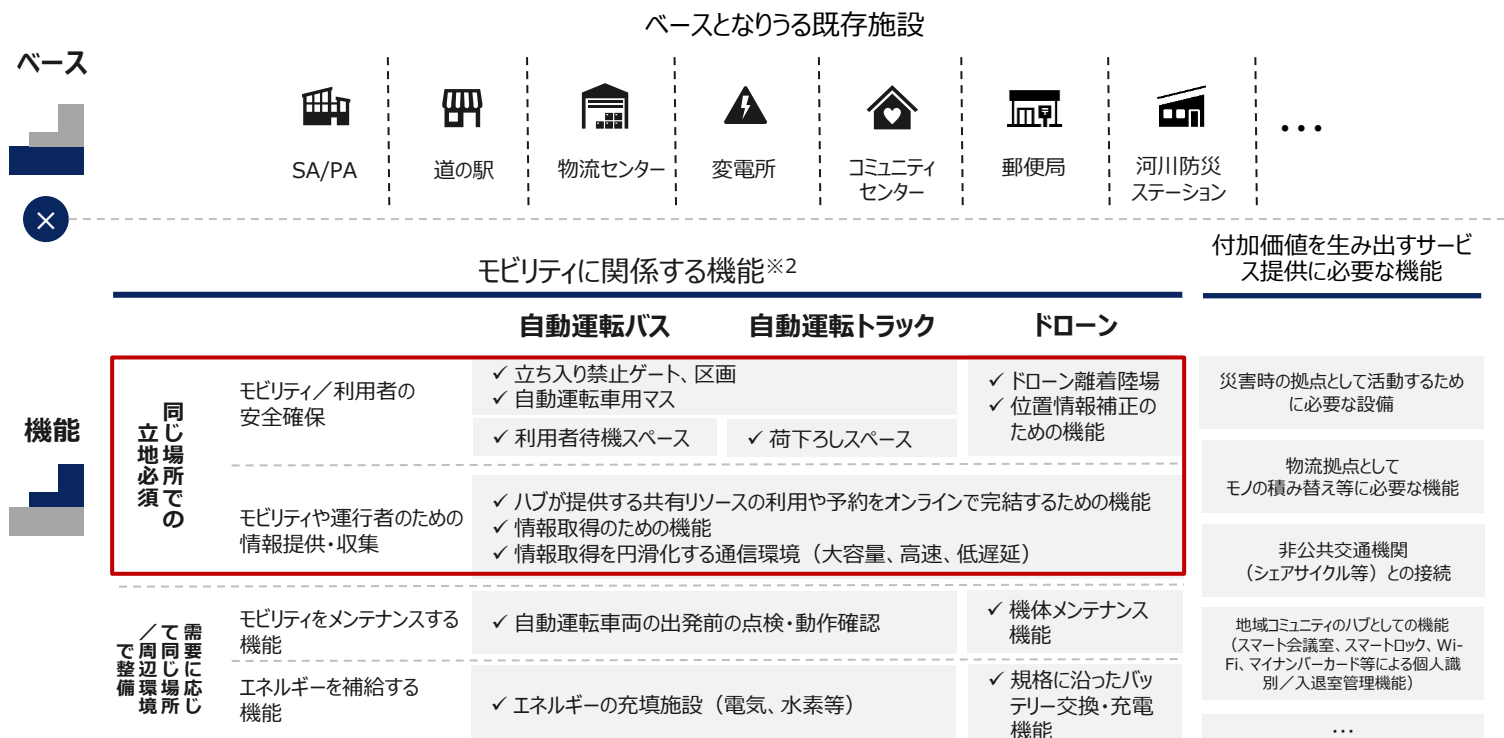 ベースとなりうる既存施設
ベース
SA/PA
道の駅
物流センター
変電所
コミュニティ
センター
郵便局
河川防災
ステーション
…
×
モビリティに関係する機能※2
付加価値を生み出すサービ
ス提供に必要な機能
自動運転バス
自動運転トラック
ドローン
機能
同じ場所での
立地必須
モビリティ／利用者の
安全確保
✓ 立ち入り禁止ゲート、区画
✓ 自動運転車用マス
✓ 利用者待機スペース
✓ 荷下ろしスペース
✓ ドローン離着陸場
✓ 位置情報補正の
ための機能
モビリティや運行者のための
情報提供・収集
✓ ハブが提供する共有リソースの利用や予約をオンラインで完結するための機能
✓ 情報取得のための機能
✓ 情報取得を円滑化する通信環境（大容量、高速、低遅延）
需要に応じ
て同じ場所
／周辺環境
で整備
モビリティをメンテナンスする
機能
✓ 自動運転車両の出発前の点検・動作確認
✓ 機体メンテナンス
機能
エネルギーを補給する
機能
✓ エネルギーの充填施設（電気、水素等）
✓ 規格に沿ったバッ
テリー交換・充電
機能
災害時の拠点として活動するため
に必要な設備
物流拠点として
モノの積み替え等に必要な機能
非公共交通機関
（シェアサイクル等）との接続
地域コミュニティのハブとしての機能
（スマート会議室、スマートロック、Wi-
Fi、マイナンバーカード等による個人識
別／入退室管理機能）
…